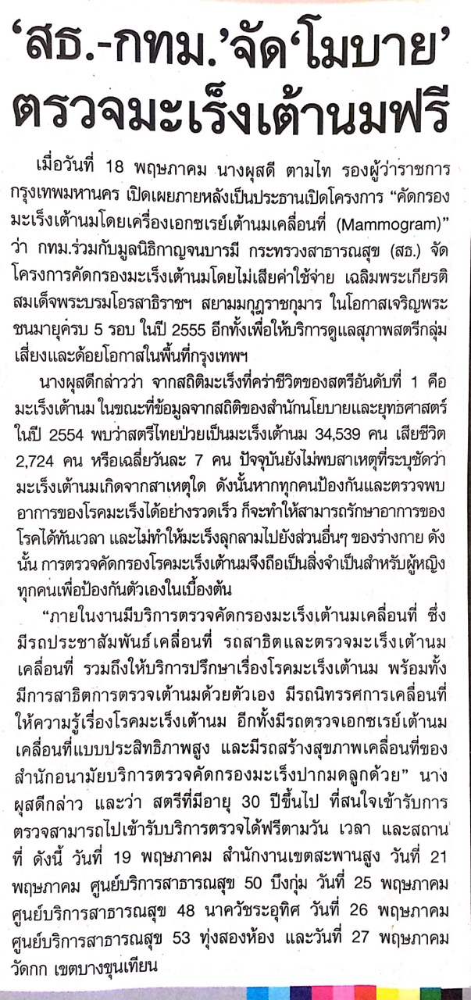 ‘สธ.-กทม.’จัด‘โมบาย’
ตรวจมะเร็งเต้านมฟรี
เมื่อวันที่ 18 พฤษภาคม นางผุสดี ตามไท รองผู้ว่าราชการ
กรุงเทพมหานคร เปิดเผยภายหลังเป็นประธานเปิดโครงการ “คัดกรอง
มะเร็งเต้านมโดยเครื่องเอกซเรย์เต้านมเคลื่อนที่ (Mammogram)”
ว่า กทม.ร่วมกับมูลนิธิกาญจนบารมี กระทรวงสาธารณสุข (สธ.) จัด
โครงการคัดกรองมะเร็งเต้านมโดยไม่เสียค่าใช้จ่าย เฉลิมพระเกียรติ
สมเด็จพระบรมโอรสาธิราชฯ สยามมกุฎราชกุมาร ในโอกาสเจริญพระ
ชนมายุครบ 5 รอบ ในปี 2555 อีกทั้งเพื่อให้บริการดูแลสุภาพสตรีกลุ่ม
เสี่ยงและด้อยโอกาสในพื้นที่กรุงเทพฯ
นางผุสดีกล่าวว่า จากสถิติมะเร็งที่คร่าชีวิตของสตรีอันดับที่ 1 คือ
มะเร็งเต้านม ในขณะที่ข้อมูลจากสถิติของสำนักนโยบายและยุทธศาสตร์
ในปี 2554 พบว่าสตรีไทยป่วยเป็นมะเร็งเต้านม 34,539 คน เสียชีวิต
2,724 คน หรือเฉลี่ยวันละ 7 คน ปัจจุบันยังไม่พบสาเหตุที่ระบุชัดว่า
มะเร็งเต้านมเกิดจากสาเหตุใด ดังนั้นหากทุกคนป้องกันและตรวจพบ
อาการของโรคมะเร็งได้อย่างรวดเร็ว ก็จะทำให้สามารถรักษาอาการของ
โรคได้ทันเวลา และไม่ทำให้มะเร็งลุกลามไปยังส่วนอื่นๆ ของร่างกาย ดัง
นั้น การตรวจคัดกรองโรคมะเร็งเต้านมจึงถือเป็นสิ่งจำเป็นสำหรับผู้หญิง
ทุกคนเพื่อป้องกันตัวเองในเบื้องต้น
“ภายในงานมีบริการตรวจคัดกรองมะเร็งเต้านมเคลื่อนที่ ซึ่ง
มีรถประชาสัมพันธ์เคลื่อนที่ รถสาธิตและตรวจมะเร็งเต้านม
เคลื่อนที่ รวมถึงให้บริการปรึกษาเรื่องโรคมะเร็งเต้านม พร้อมทั้ง
มีการสาธิตการตรวจเต้านมด้วยตัวเอง มีรถนิทรรศการเคลื่อนที่
ให้ความรู้เรื่องโรคมะเร็งเต้านม อีกทั้งมีรถตรวจเอกซเรย์เต้านม
เคลื่อนที่แบบประสิทธิภาพสูง และมีรถสร้างสุขภาพเคลื่อนที่ของ
สำนักอนามัยบริการตรวจคัดกรองมะเร็งปากมดลูกด้วย” นาง
ผุสดีกล่าว และว่า สตรีที่มีอายุ 30 ปีขึ้นไป ที่สนใจเข้ารับการ
ตรวจสามารถไปเข้ารับบริการตรวจได้ฟรีตามวัน เวลา และสถาน
ที่ ดังนี้ วันที่ 19 พฤษภาคม สำนักงานเขตสะพานสูง วันที่ 21
พฤษภาคม ศูนย์บริการสาธารณสุข 50 บึงกุ่ม วันที่ 25 พฤษภาคม
ศูนย์บริการสาธารณสุข 48 นาควัชระอุทิศ วันที่ 26 พฤษภาคม
ศูนย์บริการสาธารณสุข 53 ทุ่งสองห้อง และวันที่ 27 พฤษภาคม
วัดกก เขตบางขุนเทียน